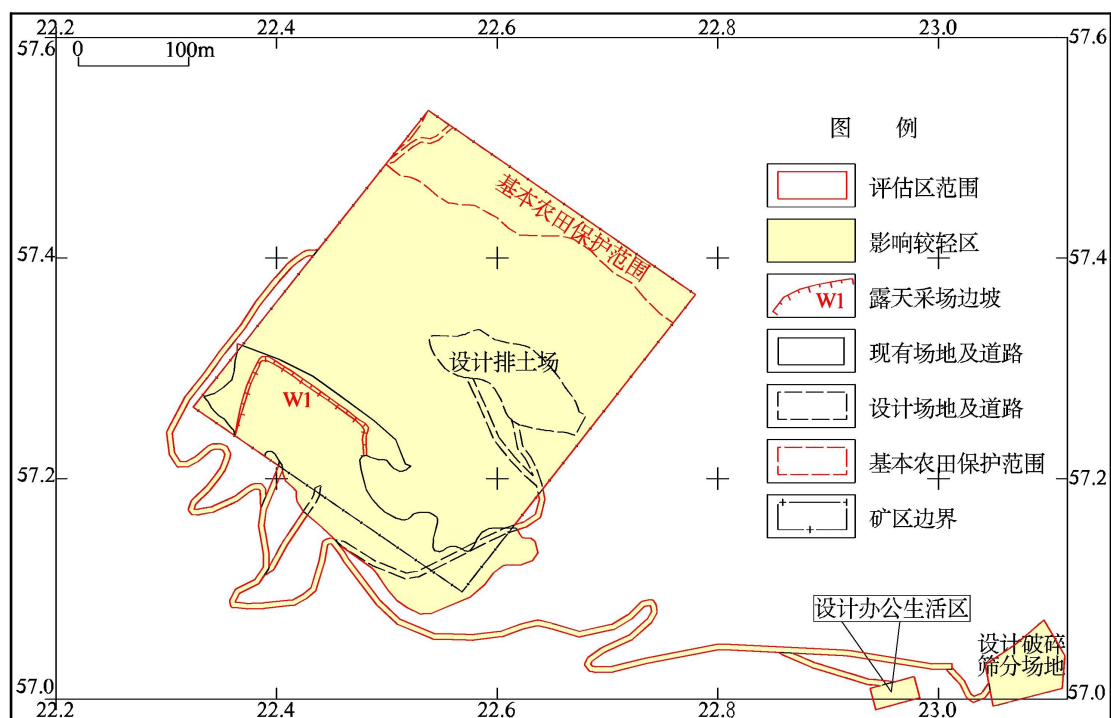 22.2 22.4 22.6 22.8 23.0
57.6 57.6
0 100m
图 例
评估区范围
影响较轻区
W1 露天采场边坡
现有场地及道路
设计场地及道路
基本农田保护范围
矿区边界
基本农田保护范围
57.4 57.4
设计排土场
W1
57.2 57.2
设计办公生活区
设计破碎
筛分场地
57.0 57.0
22.2 22.4 22.6 22.8 23.0